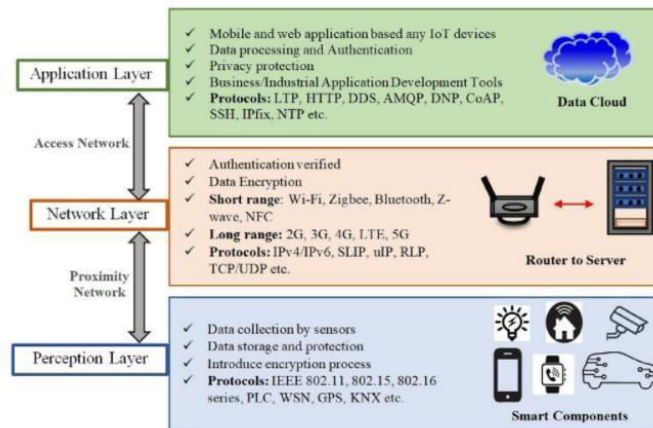 Application Layer
✓ Mobile and web application based any IoT devices
✓ Data processing and Authentication
✓ Privacy protection
✓ Business/Industrial Application Development Tools
✓ Protocols: LTP, HTTP, DDS, AMQP, DNP, CoAP,
SSH, IPfix, NTP etc.
Data Cloud
Access Network
Network Layer
✓ Authentication verified
✓ Data Encryption
✓ Short range: Wi-Fi, Zigbee, Bluetooth, Z-
wave, NFC
✓ Long range: 2G, 3G, 4G, LTE, 5G
✓ Protocols: IPv4/IPv6, SLIP, uIP, RLP,
TCP/UDP etc.
Router to Server
Proximity
Network
Perception Layer
✓ Data collection by sensors
✓ Data storage and protection
✓ Introduce encryption process
✓ Protocols: IEEE 802.11, 802.15, 802.16
series, PLC, WSN, GPS, KNX etc.
Smart Components